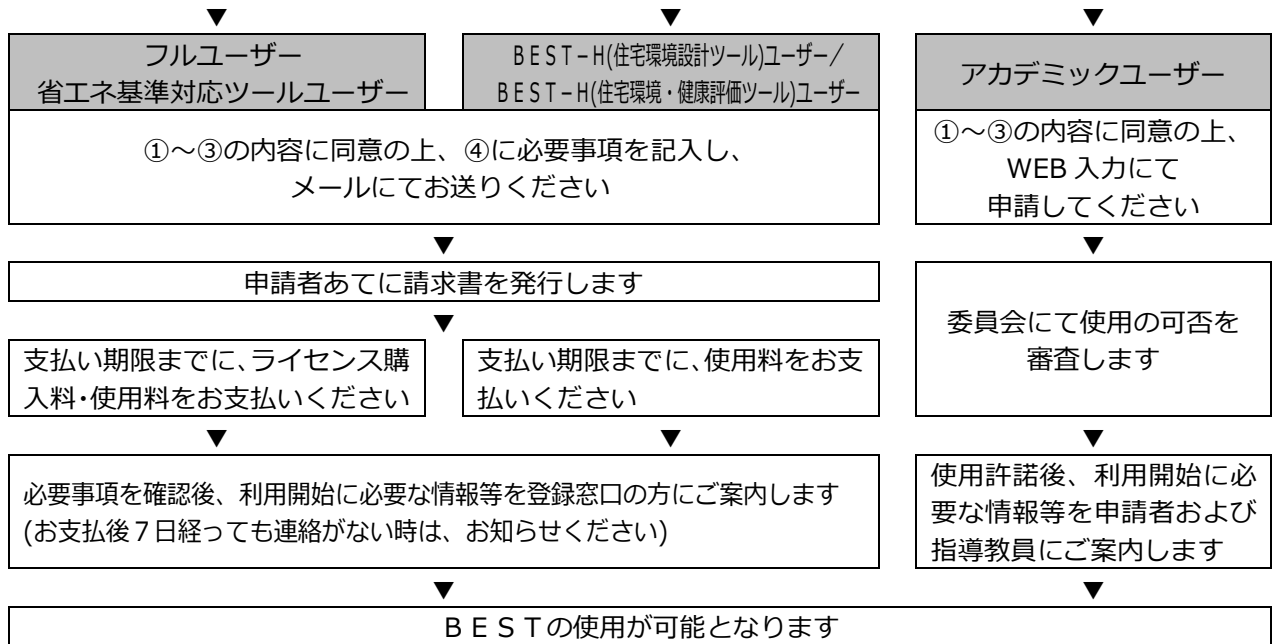 ▼ ▼ ▼
フルユーザー
省エネ基準対応ツールユーザー
ＢＥＳＴ－Ｈ(住宅環境設計ツール)ユーザー／
ＢＥＳＴ－Ｈ(住宅環境・健康評価ツール)ユーザー
アカデミックユーザー
①～③の内容に同意の上、④に必要事項を記入し、
メールにてお送りください
①～③の内容に同意の上、
WEB 入力にて
申請してください
▼ ▼
申請者あてに請求書を発行します
▼
支払い期限までに、ライセンス購
入料・使用料をお支払いください
支払い期限までに、使用料をお支
払いください
委員会にて使用の可否を
審査します
▼ ▼ ▼
必要事項を確認後、利用開始に必要な情報等を登録窓口の方にご案内します
(お支払後７日経っても連絡がない時は、お知らせください)
使用許諾後、利用開始に必
要な情報等を申請者および
指導教員にご案内します
▼ ▼
ＢＥＳＴの使用が可能となります